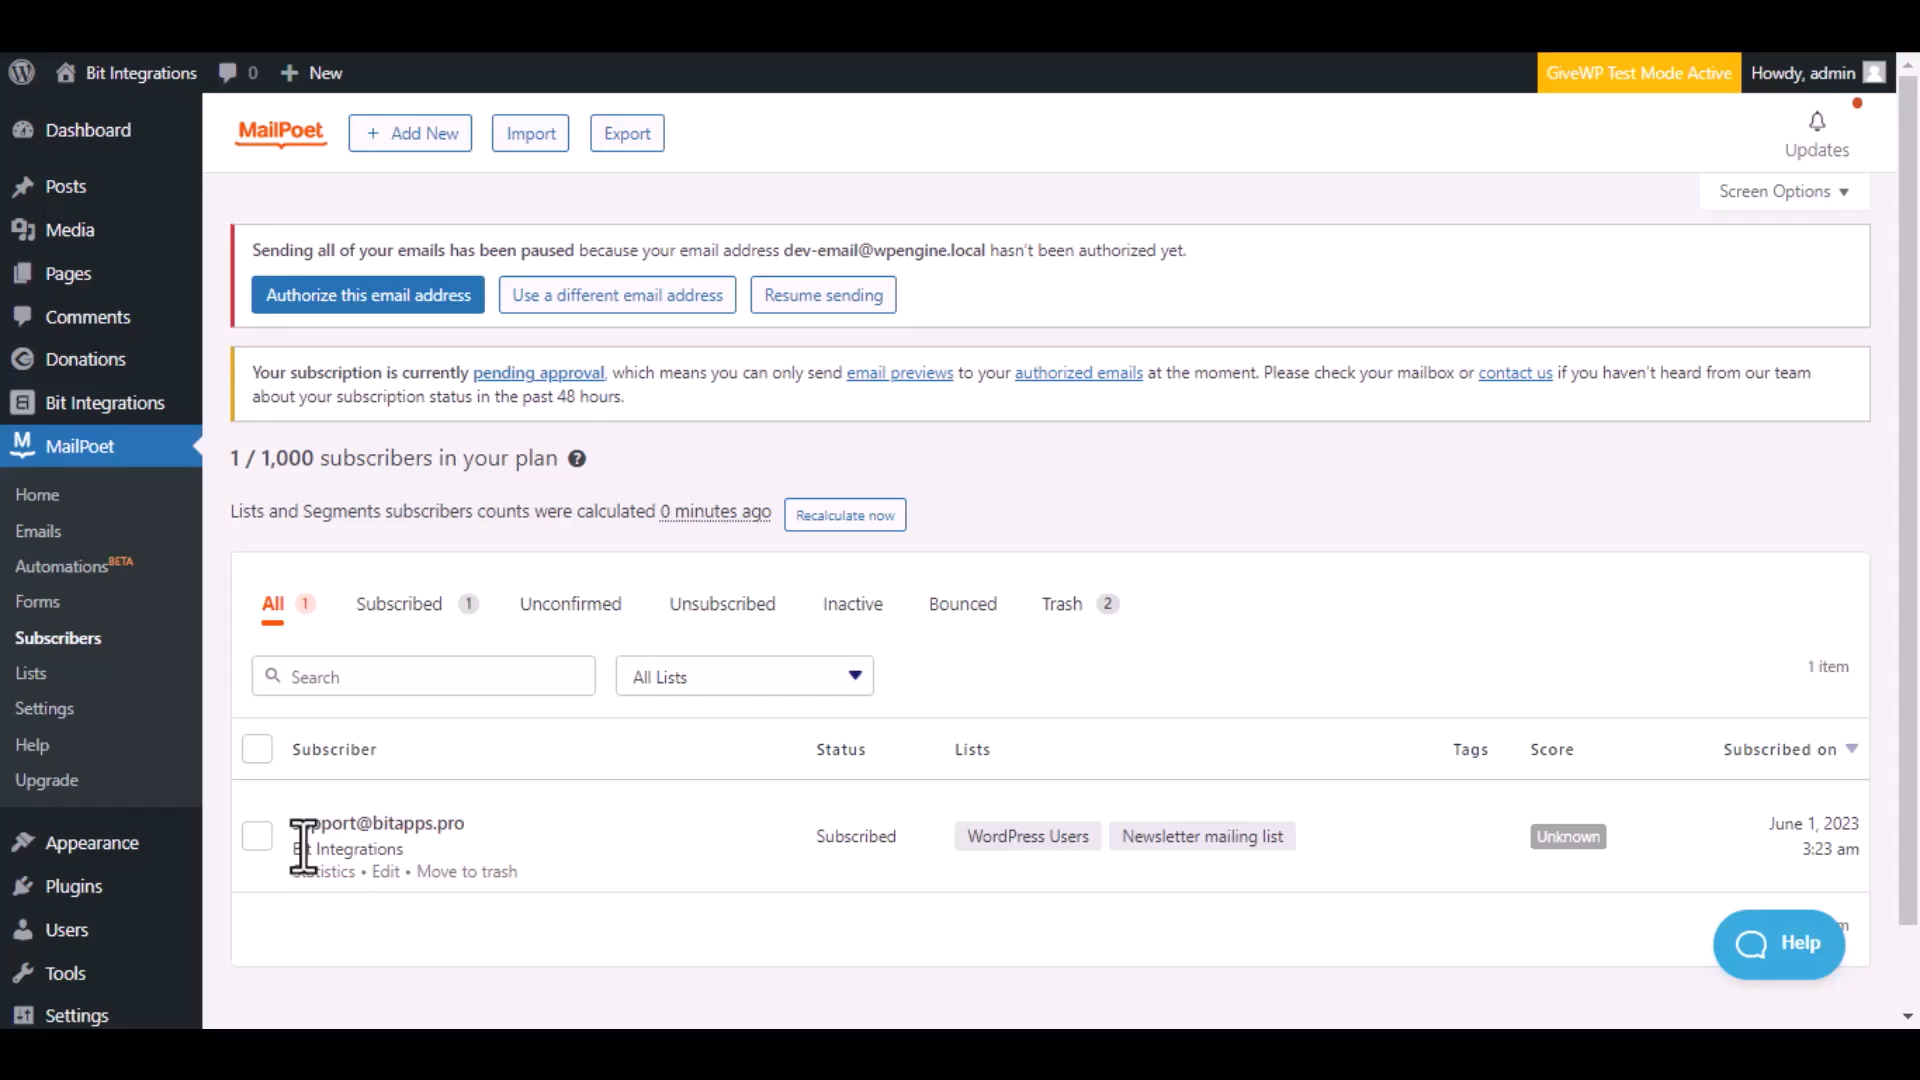 Bit Integrations 0 New GiveWP Test Mode Active Howdy, admin
Dashboard
Posts
Media
Pages
Comments
Donations
Bit Integrations
M MailPoet
Home
Emails
Automations BETA
Forms
Subscribers
Lists
Settings
Help
Upgrade
Appearance
Plugins
Users
Tools
Settings
MailPoet + Add New Import Export
Updates
Screen Options
Sending all of your emails has been paused because your email address dev-email@wpengine.local hasn't been authorized yet.
Authorize this email address Use a different email address Resume sending
Your subscription is currently pending approval, which means you can only send email previews to your authorized emails at the moment. Please check your mailbox or contact us if you haven't heard from our team
about your subscription status in the past 48 hours.
1 / 1,000 subscribers in your plan ?
Lists and Segments subscribers counts were calculated 0 minutes ago Recalculate now
All 1 Subscribed 1 Unconfirmed Unsubscribed Inactive Bounced Trash 2
Search All Lists 1 item
Subscriber Status Lists Tags Score Subscribed on
pport@bitapps.pro
Integrations
Edit • Move to trash
Subscribed WordPress Users Newsletter mailing list Unknown
June 1, 2023
3:23 am
Help